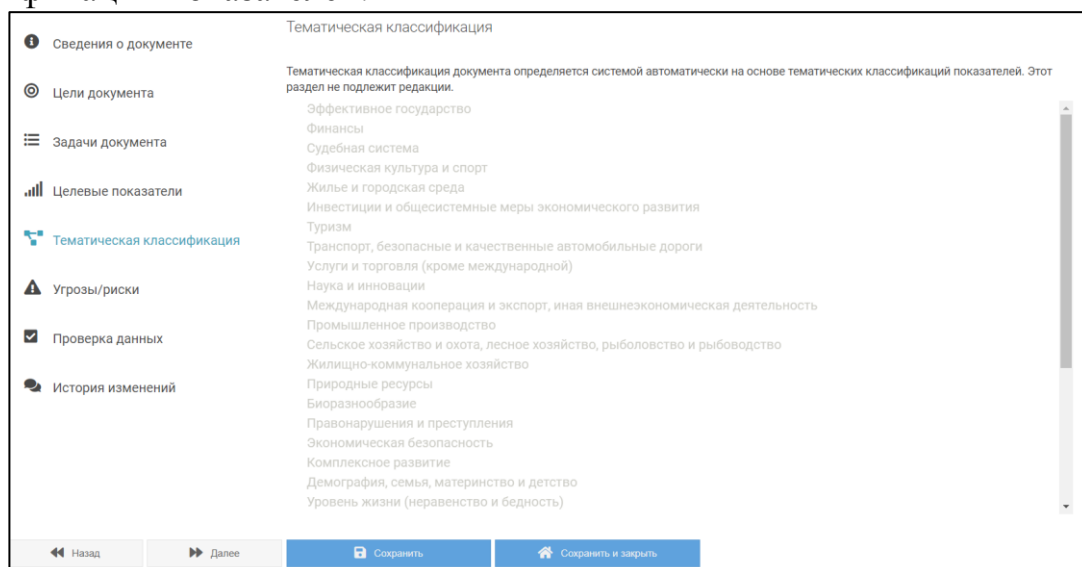 Сведения о документе
Цели документа
Задачи документа
Целевые показатели
Тематическая классификация
Угрозы/риски
Проверка данных
История изменений
Тематическая классификация
Тематическая классификация документа определяется системой автоматически на основе тематических классификаций показателей. Этот
раздел не подлежит редакции.
Эффективное государство
Финансы
Судебная система
Физическая культура и спорт
Жилье и городская среда
Инвестиции и общесистемные меры экономического развития
Туризм
Транспорт, безопасные и качественные автомобильные дороги
Услуги и торговля (кроме международной)
Наука и инновации
Международная кооперация и экспорт, иная внешнеэкономическая деятельность
Промышленное производство
Сельское хозяйство и охота, лесное хозяйство, рыболовство и рыбоводство
Жилищно-коммунальное хозяйство
Природные ресурсы
Биоразнообразие
Правонарушения и преступления
Экономическая безопасность
Комплексное развитие
Демография, семья, материнство и детство
Уровень жизни (неравенство и бедность)
Назад
Далее
Сохранить
Сохранить и закрыть